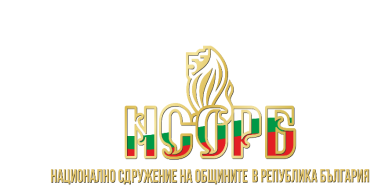 НСОРБ
НАЦИОНАЛНО СДРУЖЕНИЕ НА ОБЩИНИТЕ В РЕПУБЛИКА БЪЛГАРИЯ